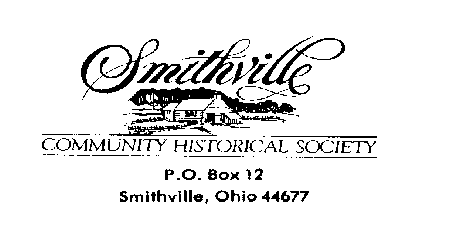 Smithville
COMMUNITY HISTORICAL SOCIETY
P.O. Box 12
Smithville, Ohio 44677